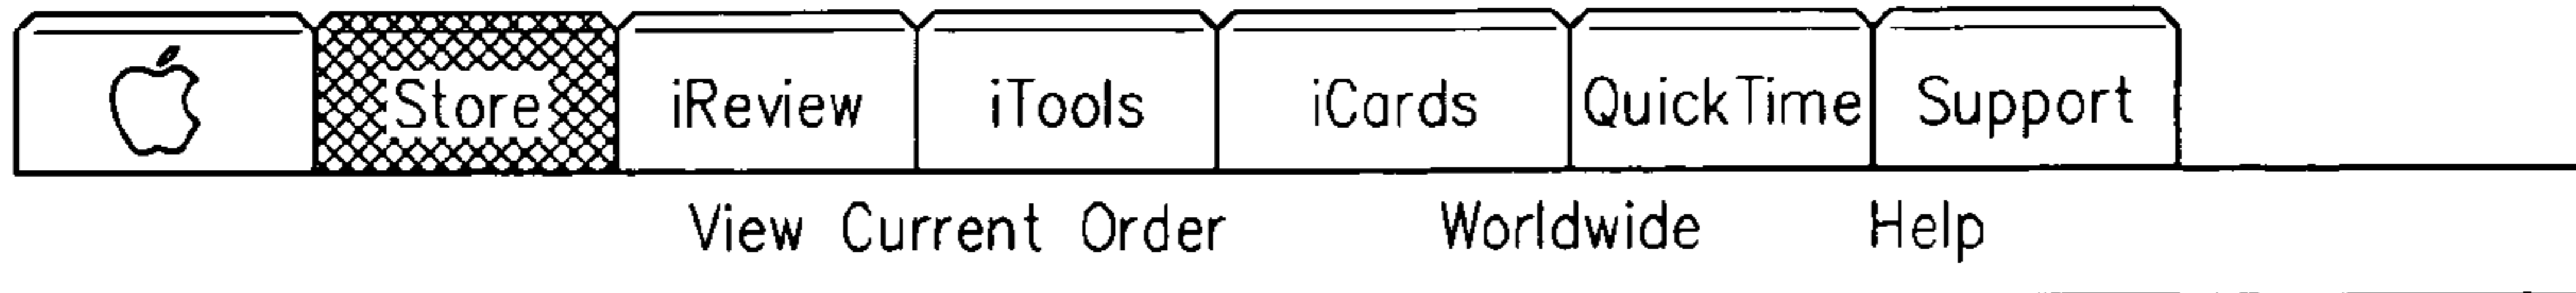 Store iReview iTools iCards QuickTime Support
View Current Order Worldwide Help